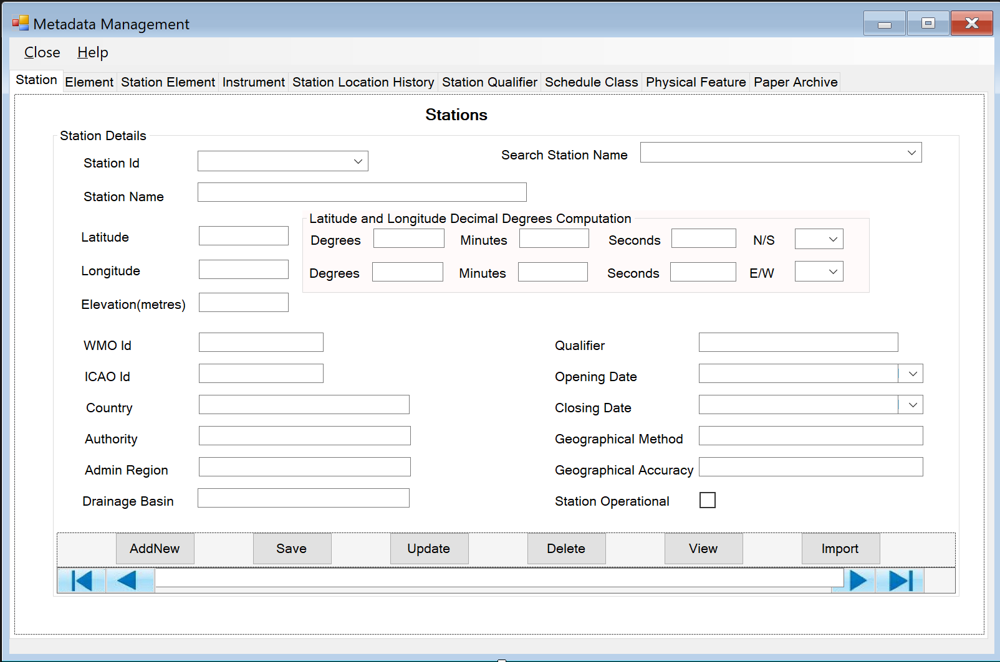 Metadata Management
Close Help
Station Element Station Element Instrument Station Location History Station Qualifier Schedule Class Physical Feature Paper Archive
Stations
Station Details
Station Id Search Station Name
Station Name
Latitude and Longitude Decimal Degrees Computation
Latitude Degrees Minutes Seconds N/S
Longitude Degrees Minutes Seconds E/W
Elevation(metres)
WMO Id Qualifier
ICAO Id Opening Date
Country Closing Date
Authority Geographical Method
Admin Region Geographical Accuracy
Drainage Basin Station Operational
AddNew Save Update Delete View Import